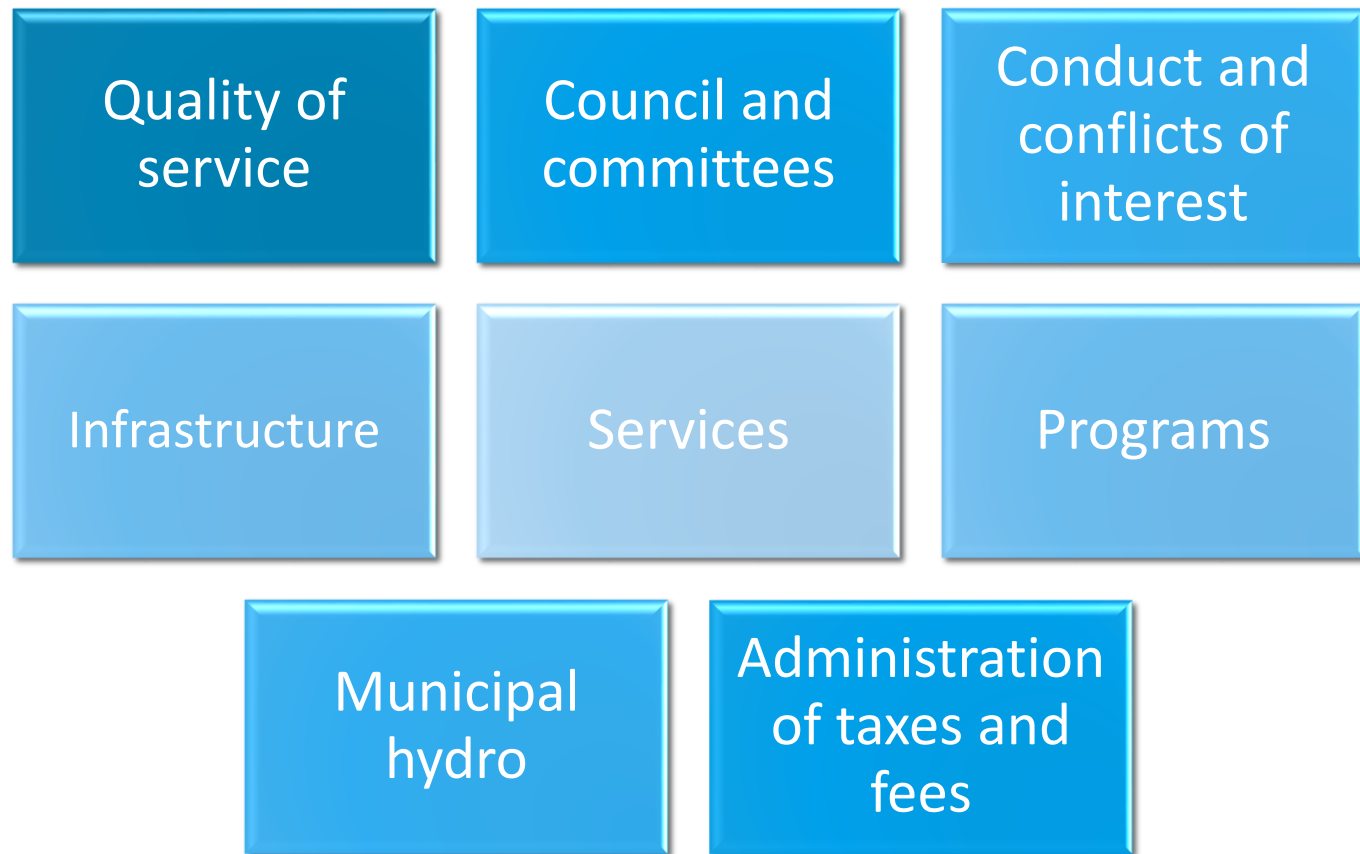 Quality of
service
Council and
committees
Conduct and
conflicts of
interest
Infrastructure
Services
Programs
Municipal
hydro
Administration
of taxes and
fees